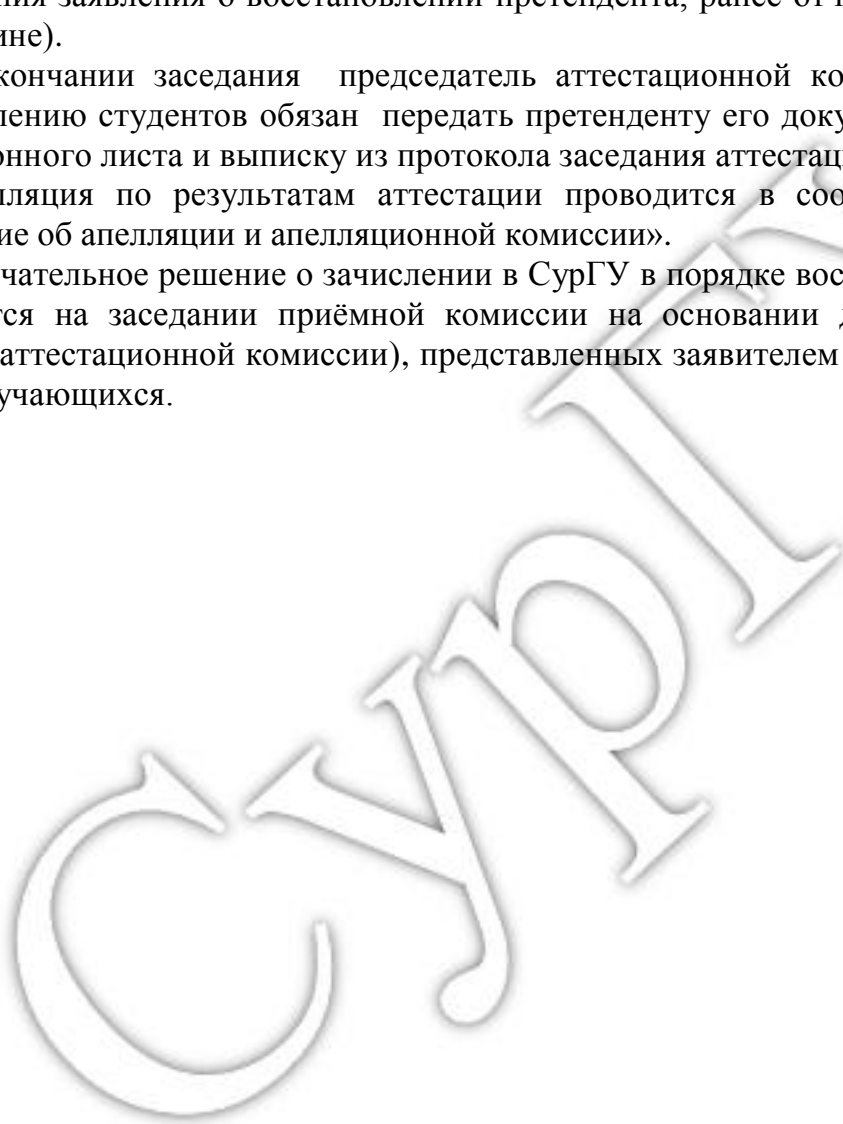 ния заявления о восстановлении претендента, ранее от
ине).
кончании заседания председатель аттестационной ко
лению студентов обязан передать претенденту его доку
онного листа и выписку из протокола заседания аттестац
лляция по результатам аттестации проводится в соо
ие об апелляции и апелляционной комиссии».
чательное решение о зачислении в СурГУ в порядке вос
тся на заседании приёмной комиссии на основании д
аттестационной комиссии), представленных заявителем
учающихся.
СурГ